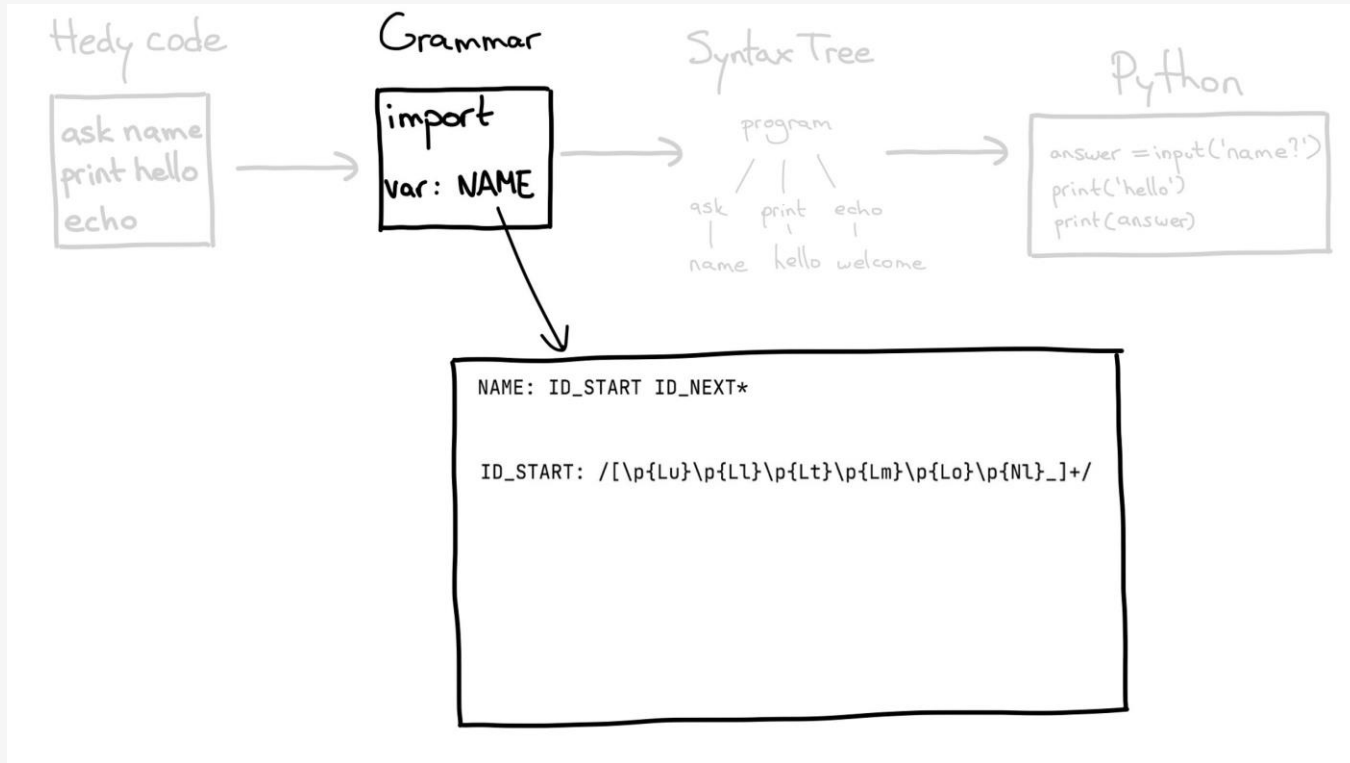 Hedy code
ask name
print hello
echo
Grammar
import
var: NAME
Syntax Tree
program
ask print echo
name hello welcome
Python
answer =input('name?')
print('hello')
print(answer)
NAME: ID_START ID_NEXT*
ID_START: /[\p{Lu}\p{Ll}\p{Lt}\p{Lm}\p{Lo}\p{Nl}_]+/